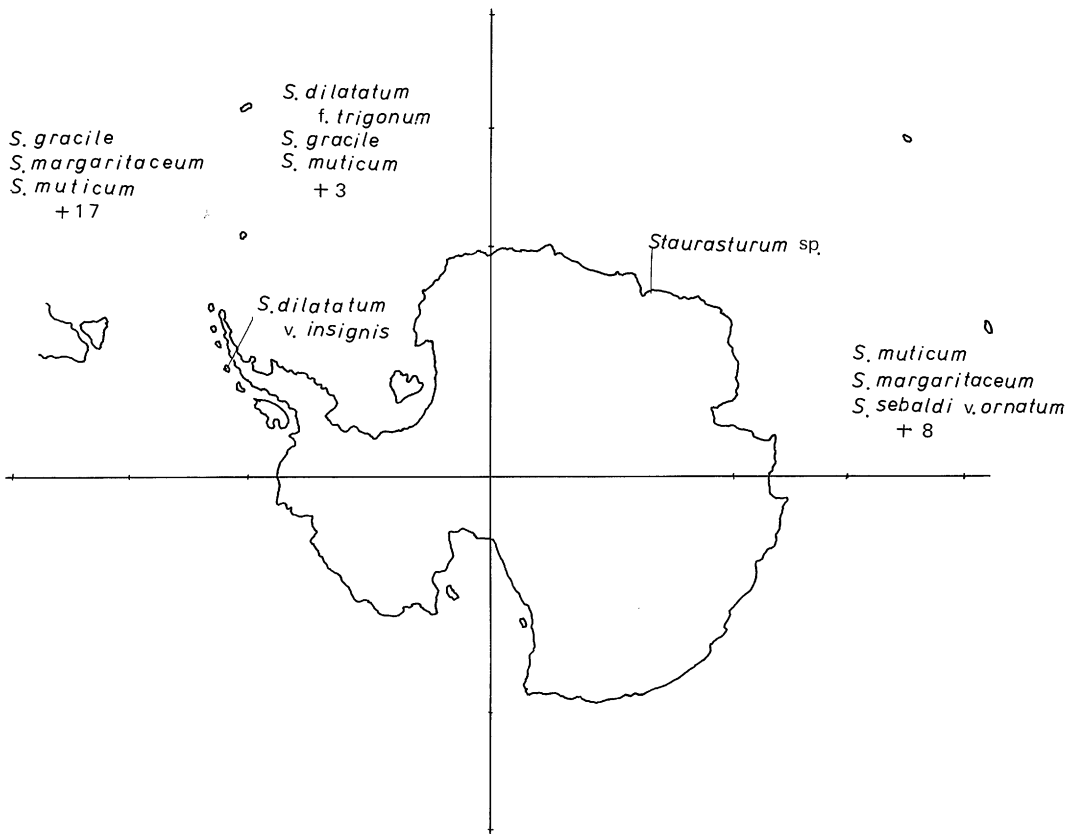 S. dilatatum
f. trigonum
S. gracile
S. muticum
+3
S. gracile
S. margaritaceum
S. muticum
+17
Staurasturum sp.
S. dilatatum
v. insignis
S. muticum
S. margaritaceum
S. sebaldi v. ornatum
+ 8